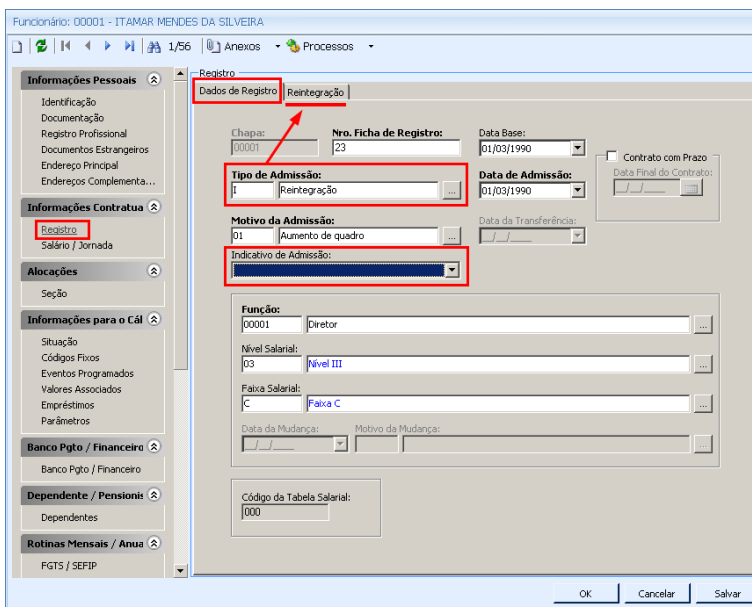 Funcionário: 00001 - ITAMAR MENDES DA SILVEIRA
1/56 Anexos Processos
Informações Pessoais
Identificação
Documentação
Registro Profissional
Documentos Estrangeiros
Endereço Principal
Endereços Complementa...
Informações Contratua
Registro
Salário / Jornada
Alocações
Seção
Informações para o Cál
Situação
Códigos Fixos
Eventos Programados
Valores Associados
Empréstimos
Parâmetros
Banco Pgto / Financeiro
Banco Pgto / Financeiro
Dependente / Pensionis
Dependentes
Rotinas Mensais / Anua
FGTS / SEFIP
Registro
Dados de Registro Reintegração
Chapa: Nro. Ficha de Registro: Data Base:
00001 23 01/03/1990
Contrato com Prazo
Data Final do Contrato:
_/_/___
Tipo de Admissão: Data de Admissão:
I Reintegração ... 01/03/1990
Motivo da Admissão: Data da Transferência:
01 Aumento de quadro ... _/_/___
Indicativo de Admissão:
Função:
00001 Diretor ...
Nível Salarial:
03 Nível III ...
Faixa Salarial:
C Faixa C ...
Data da Mudança: Motivo da Mudança:
_/_/___ ...
Código da Tabela Salarial:
000
OK Cancelar Salvar